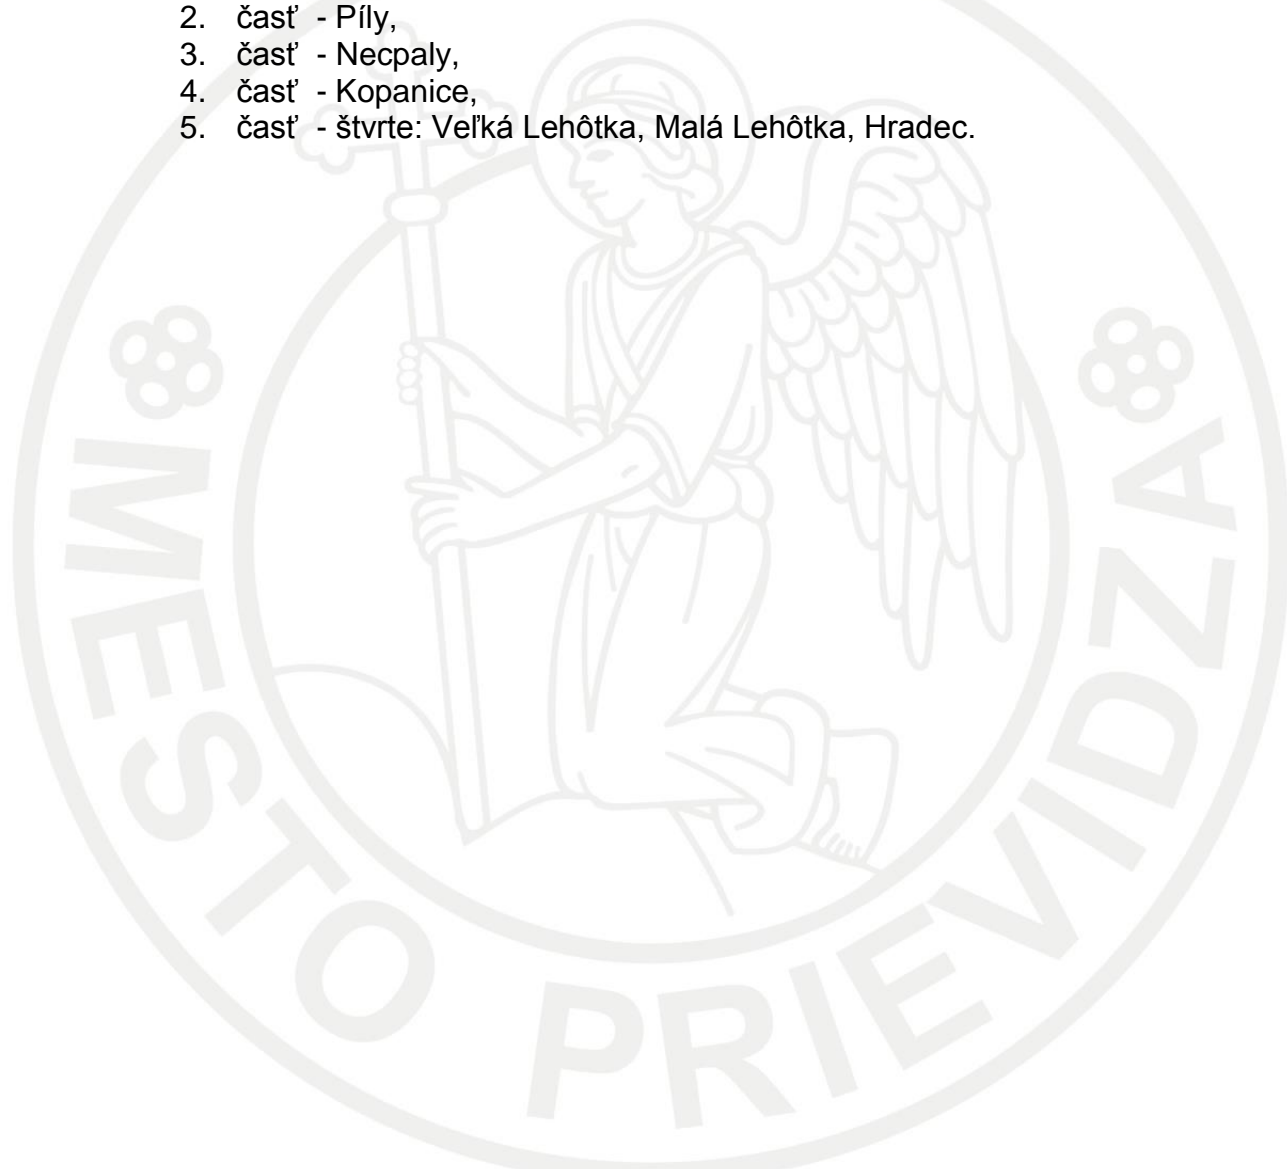 2. časť - Píly,
3. časť - Necpaly,
4. časť - Kopanice,
5. časť - štvrte: Veľká Lehôtka, Malá Lehôtka, Hradec.
MESTO PRIEVIDZA